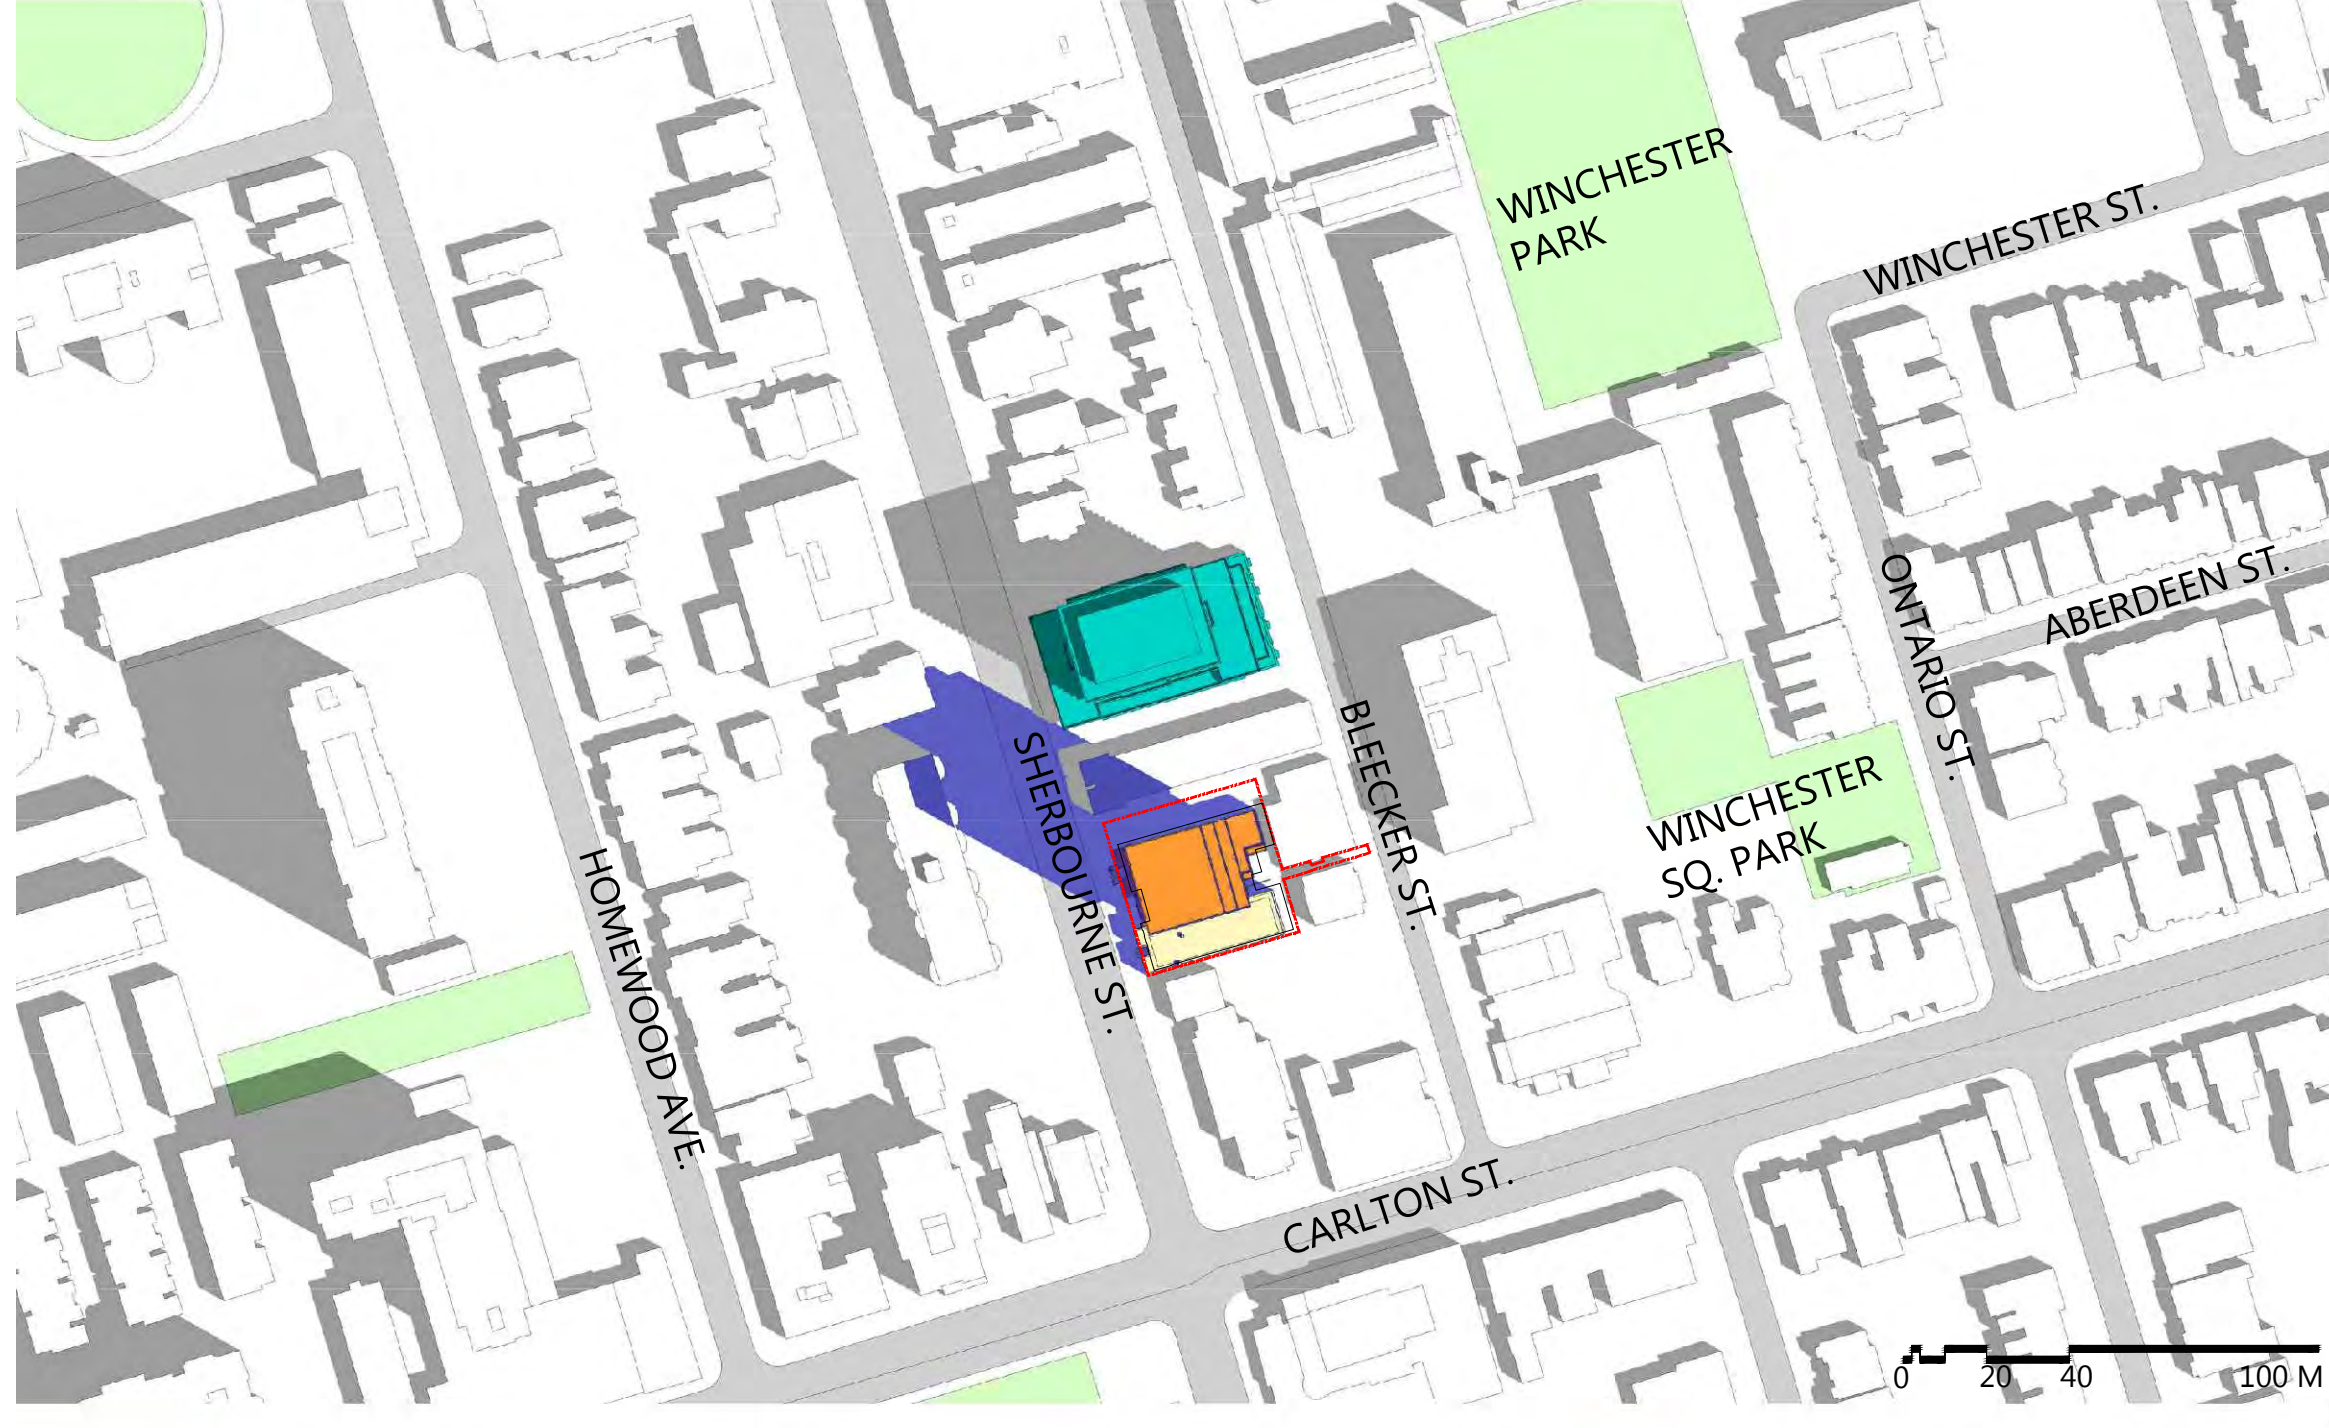 WINCHESTER
PARK
WINCHESTER ST.
ONTARIO ST.
ABERDEEN ST.
BLEECKER ST.
SHERBOURNE ST.
WINCHESTER
SQ. PARK
HOMEWOOD AVE.
CARLTON ST.
0 20 40 100 M